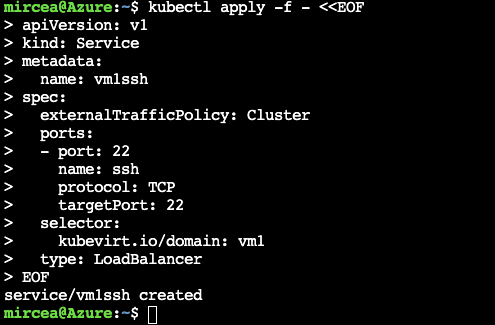 mircea@Azure:~$ kubectl apply -f - <<EOF
> apiVersion: v1
> kind: Service
> metadata:
>   name: vm1ssh
> spec:
>   externalTrafficPolicy: Cluster
>   ports:
>   - port: 22
>     name: ssh
>     protocol: TCP
>     targetPort: 22
>   selector:
>     kubevirt.io/domain: vm1
>   type: LoadBalancer
> EOF
service/vm1ssh created
mircea@Azure:~$